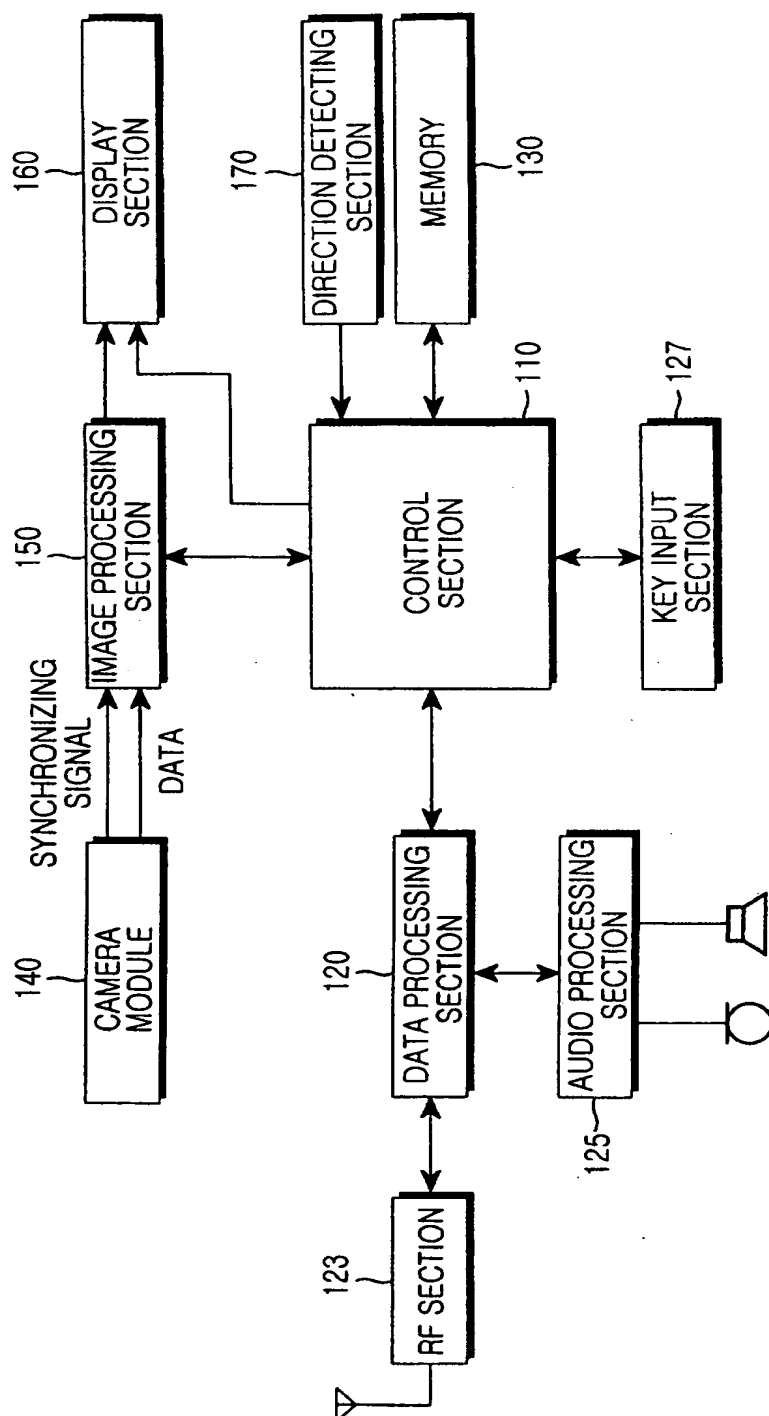 140
CAMERA
MODULE
SYNCHRONIZING
SIGNAL
DATA
150
IMAGE PROCESSING
SECTION
160
DISPLAY
SECTION
123
RF SECTION
120
DATA PROCESSING
SECTION
CONTROL
SECTION
110
170
DIRECTION DETECTING
SECTION
MEMORY
130
AUDIO PROCESSING
SECTION
125
KEY INPUT
SECTION
127